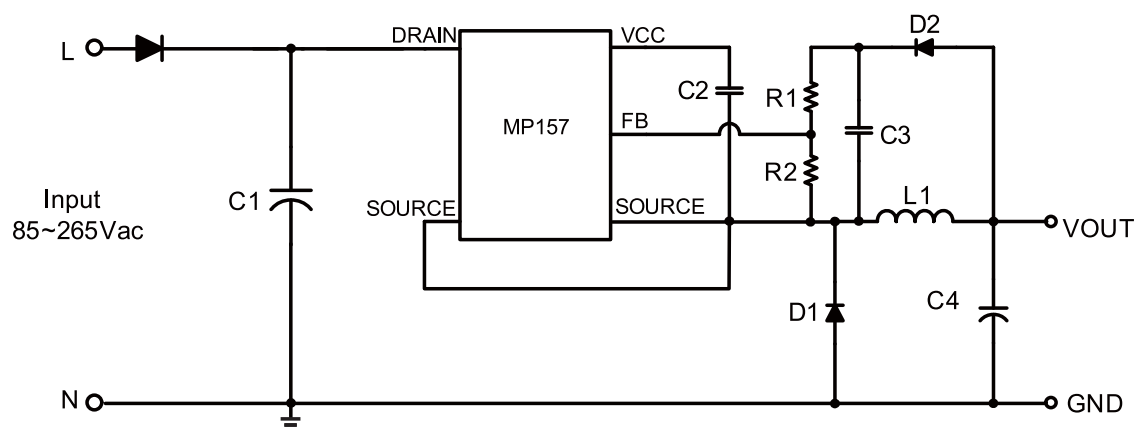 L
DRAIN
VCC
D2
C2
R1
MP157
FB
C3
R2
Input
85~265Vac
C1
SOURCE
SOURCE
L1
VOUT
D1
C4
N
GND